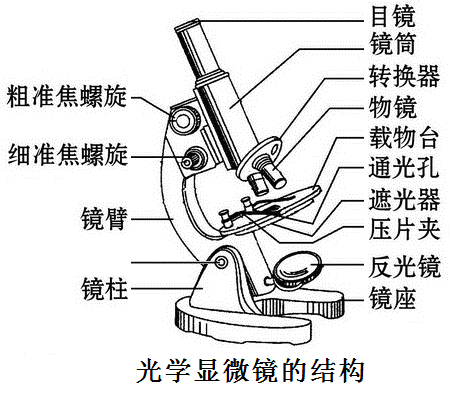 目镜
镜筒
转换器
物镜
载物台
通光孔
遮光器
压片夹
反光镜
镜座
粗准焦螺旋
细准焦螺旋
镜臂
镜柱
光学显微镜的结构